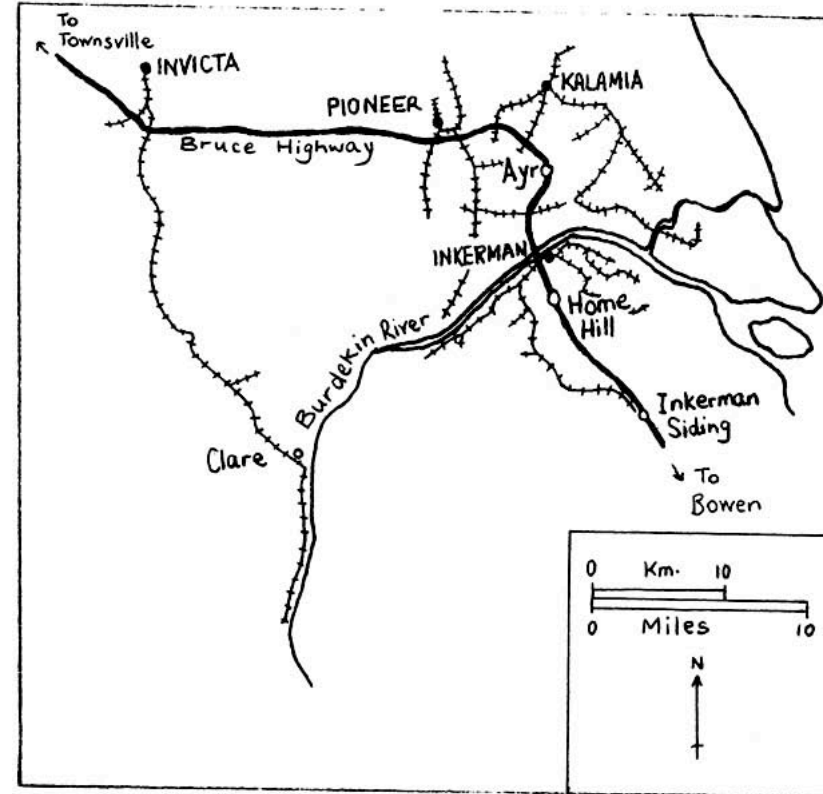 To
Townsville
INVICTA
KALAMIA
PIONEER
Bruce Highway
Ayr
INKERMAN
Home
Hill
Burdekin River
Inkerman
Siding
Clare
To
Bowen
0 Km. 10
0 Miles 10
N